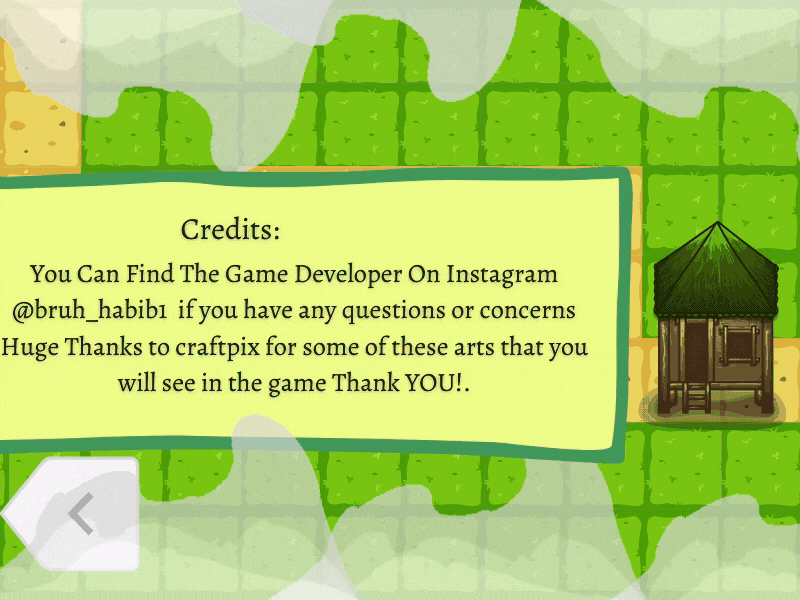 Credits:
You Can Find The Game Developer On Instagram
@bruh_habib1 if you have any questions or concerns
Huge Thanks to craftpix for some of these arts that you
will see in the game Thank YOU!.